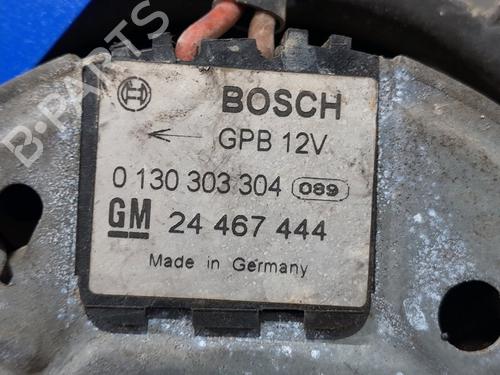 BOSCH
← GPB 12V
0 130 303 304 089
GM 24 467 444
Made in Germany
B-PARTS